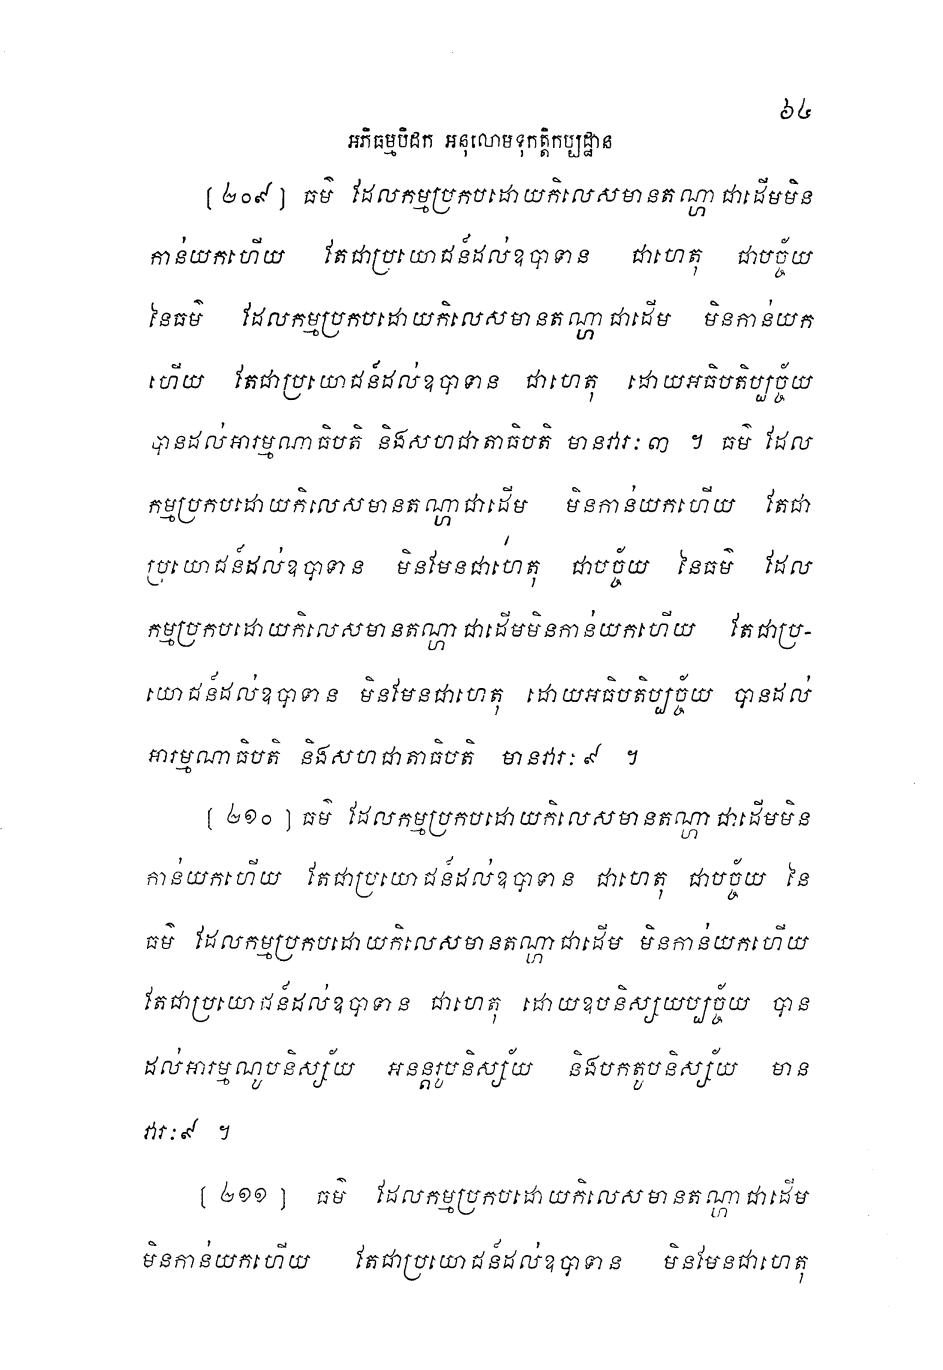 ៦៤
អភិធម្មបិដក អនុលោមទុកត្តិកប្បដ្ឋាន
[២០៩] ធម៌ ដែលកម្មប្រកបដោយកិលេសមានតណ្ហាជាដើមមិន
កាន់យកហើយ តែជាប្រយោជន៍ដល់ឧបាទាន ជាហេតុ ជាបច្ច័យ
នៃធម៌ ដែលកម្មប្រកបដោយកិលេសមានតណ្ហាជាដើម មិនកាន់យក
ហើយ តែជាប្រយោជន៍ដល់ឧបាទាន ជាហេតុ ដោយអធិបតិប្បច្ច័យ
បានដល់អារម្មណាធិបតិ និងសហជាតាធិបតិ មានវារៈ៣ ។ ធម៌ ដែល
កម្មប្រកបដោយកិលេសមានតណ្ហាជាដើម មិនកាន់យកហើយ តែជា
ប្រយោជន៍ដល់ឧបាទាន មិនមែនជាហេតុ ជាបច្ច័យ នៃធម៌ ដែល
កម្មប្រកបដោយកិលេសមានតណ្ហាជាដើមមិនកាន់យកហើយ តែជាប្រ-
យោជន៍ដល់ឧបាទាន មិនមែនជាហេតុ ដោយអធិបតិប្បច្ច័យ បានដល់
អារម្មណាធិបតិ និងសហជាតាធិបតិ មានវារៈ៩ ។
[២១០] ធម៌ ដែលកម្មប្រកបដោយកិលេសមានតណ្ហាជាដើមមិន
កាន់យកហើយ តែជាប្រយោជន៍ដល់ឧបាទាន ជាហេតុ ជាបច្ច័យ នៃ
ធម៌ ដែលកម្មប្រកបដោយកិលេសមានតណ្ហាជាដើម មិនកាន់យកហើយ
តែជាប្រយោជន៍ដល់ឧបាទាន ជាហេតុ ដោយឧបនិស្សយប្បច្ច័យ បាន
ដល់អារម្មណូបនិស្ស័យ អនន្តរូបនិស្ស័យ និងបកតូបនិស្ស័យ មាន
វារៈ៩ ។
[២១១] ធម៌ ដែលកម្មប្រកបដោយកិលេសមានតណ្ហាជាដើម
មិនកាន់យកហើយ តែជាប្រយោជន៍ដល់ឧបាទាន មិនមែនជាហេតុ